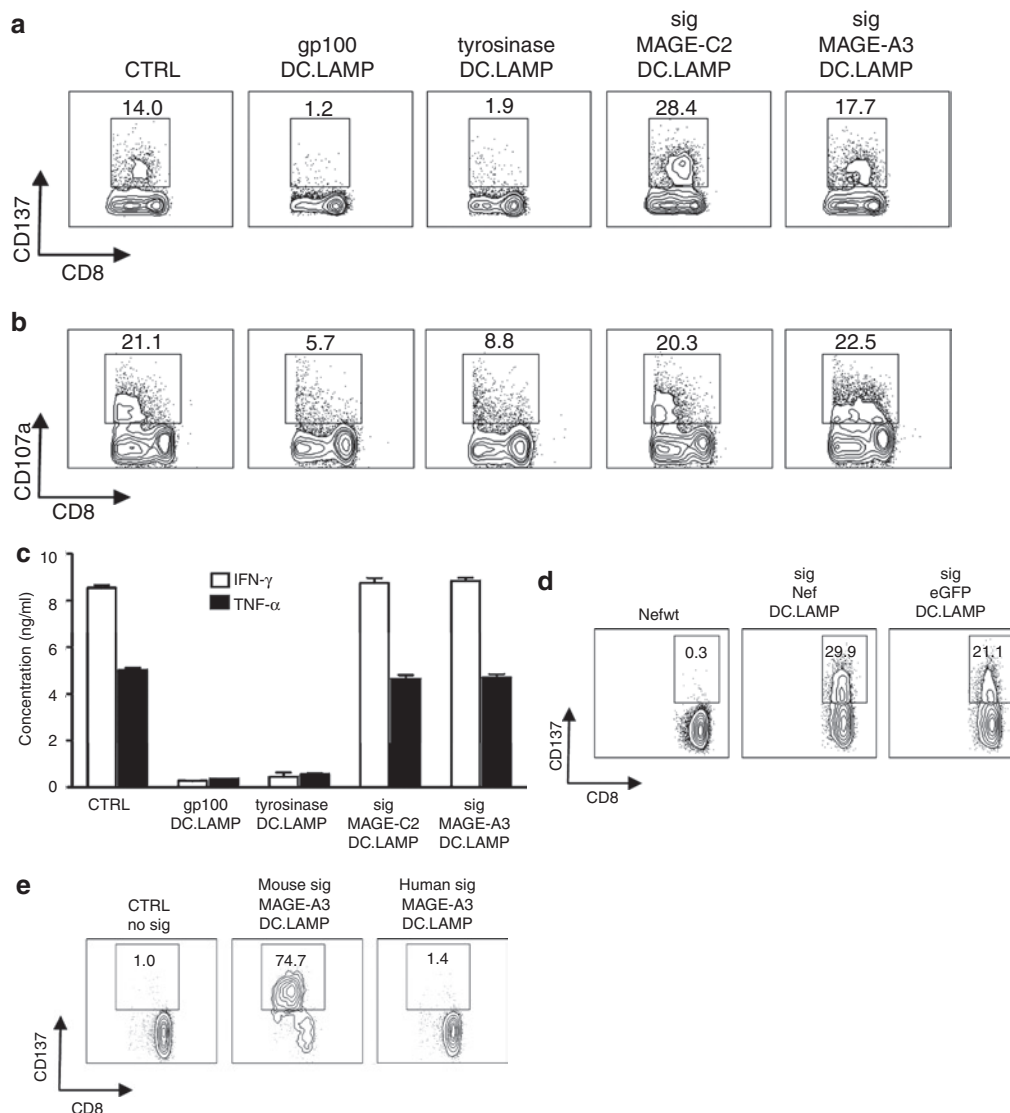 a
CTRL
gp100
DC.LAMP
tyrosinase
DC.LAMP
sig
MAGE-C2
DC.LAMP
sig
MAGE-A3
DC.LAMP
14.0
1.2
1.9
28.4
17.7
CD137
CD8
b
21.1
5.7
8.8
20.3
22.5
CD107a
CD8
c
10
8
6
4
2
0
Concentration (ng/ml)
IFN-γ
TNF-α
CTRL
gp100
DC.LAMP
tyrosinase
DC.LAMP
sig
MAGE-C2
DC.LAMP
sig
MAGE-A3
DC.LAMP
d
Nefwt
sig
Nef
DC.LAMP
sig
eGFP
DC.LAMP
0.3
29.9
21.1
CD137
CD8
e
CTRL
no sig
Mouse sig
MAGE-A3
DC.LAMP
Human sig
MAGE-A3
DC.LAMP
1.0
74.7
1.4
CD137
CD8